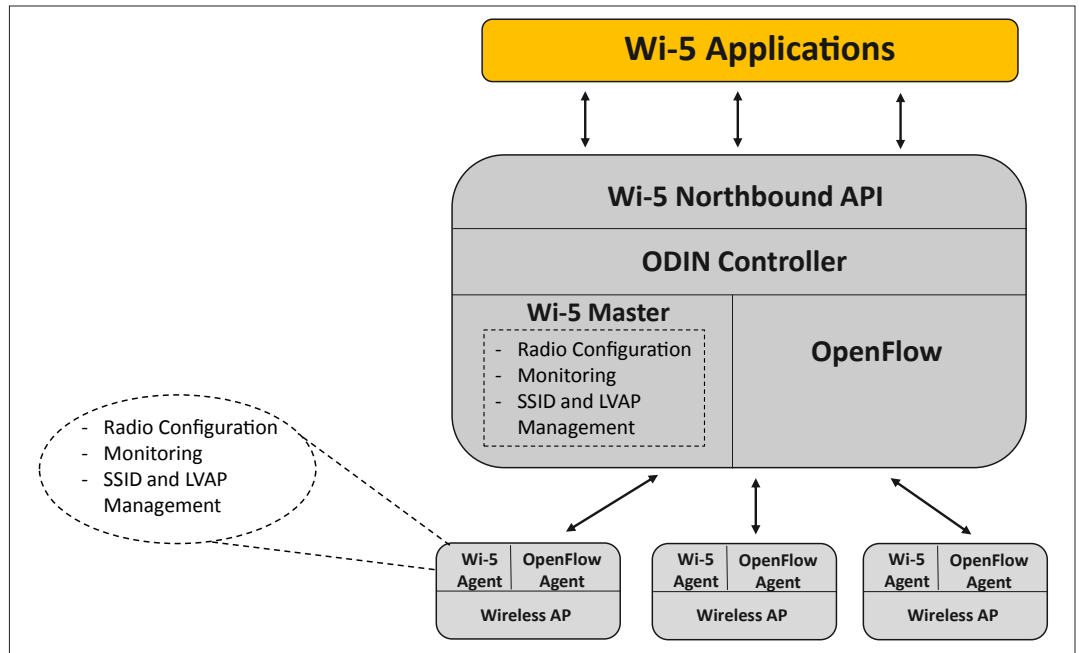 Wi-5 Applications
Wi-5 Northbound API
ODIN Controller
Wi-5 Master
- Radio Configuration
- Monitoring
- SSID and LVAP
Management
OpenFlow
- Radio Configuration
- Monitoring
- SSID and LVAP
Management
Wi-5
Agent
OpenFlow
Agent
Wireless AP
Wi-5
Agent
OpenFlow
Agent
Wireless AP
Wi-5
Agent
OpenFlow
Agent
Wireless AP